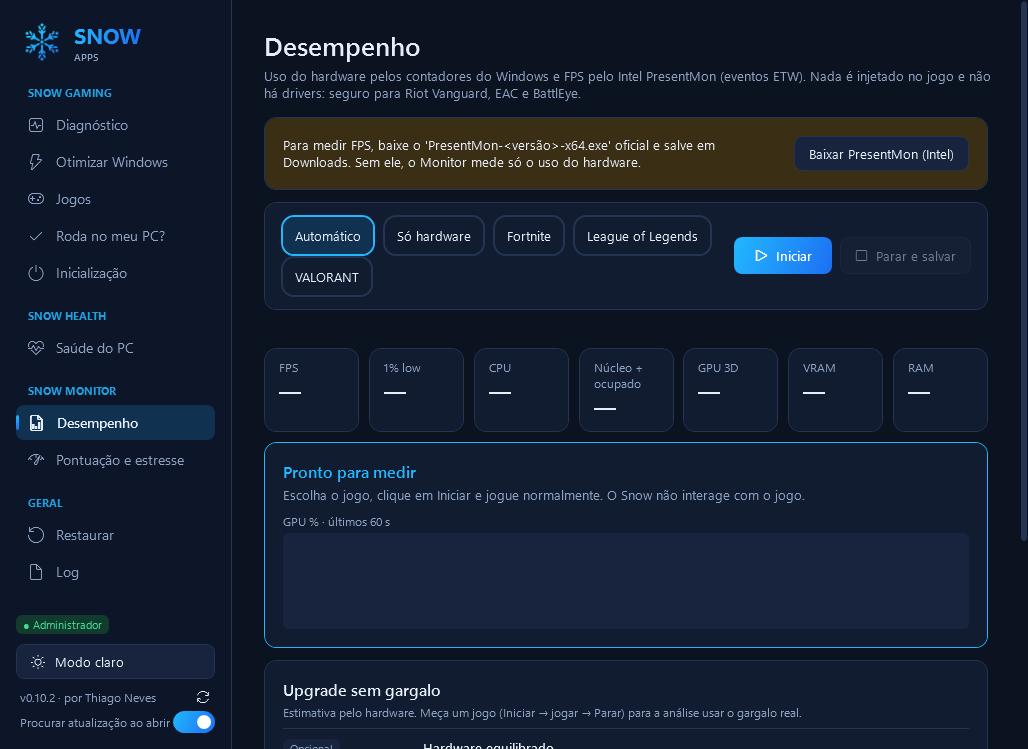 SNOW
APPS
SNOW GAMING
Diagnóstico
Otimizar Windows
Jogos
Roda no meu PC?
Inicialização
SNOW HEALTH
Saúde do PC
SNOW MONITOR
Desempenho
Pontuação e estresse
GERAL
Restaurar
Log
Administrador
Modo claro
v0.10.2 · por Thiago Neves
Procurar atualização ao abrir
Desempenho
Uso do hardware pelos contadores do Windows e FPS pelo Intel PresentMon (eventos ETW). Nada é injetado no jogo e não
há drivers: seguro para Riot Vanguard, EAC e BattlEye.
Para medir FPS, baixe o 'PresentMon-<versão>-x64.exe' oficial e salve em
Downloads. Sem ele, o Monitor mede só o uso do hardware.
Baixar PresentMon (Intel)
Automático
Só hardware
Fortnite
League of Legends
VALORANT
Iniciar
Parar e salvar
FPS
—
1% low
—
CPU
—
Núcleo +
ocupado
—
GPU 3D
—
VRAM
—
RAM
—
Pronto para medir
Escolha o jogo, clique em Iniciar e jogue normalmente. O Snow não interage com o jogo.
GPU % · últimos 60 s
Upgrade sem gargalo
Estimativa pelo hardware. Meça um jogo (Iniciar → jogar → Parar) para a análise usar o gargalo real.
Opcional
Hardware equilibrado